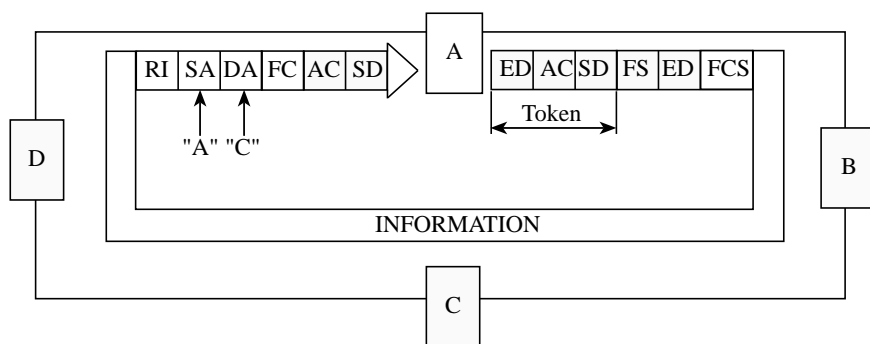 A
RI SA DA FC AC SD
ED AC SD FS ED FCS
Token
"A" "C"
D
B
INFORMATION
C